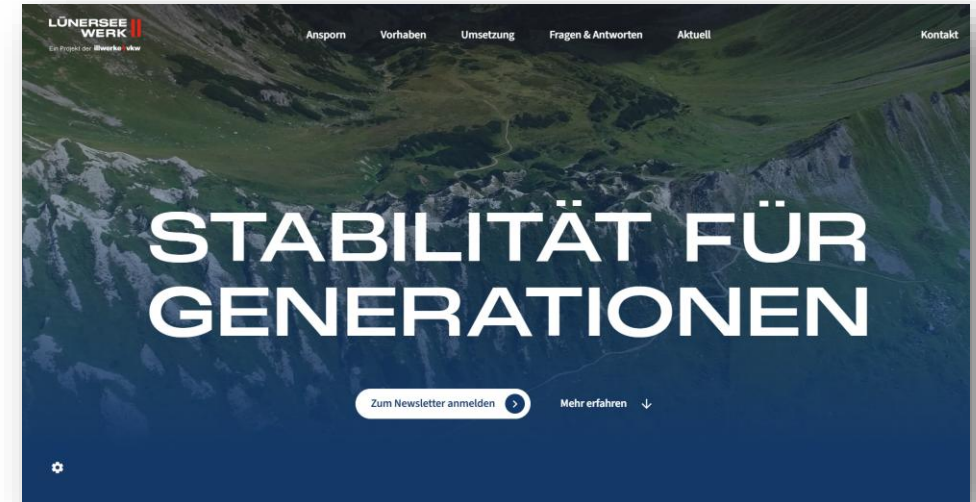 LÜNERSEE
WERK II
Ein Projekt der illwerke vkw
Ansporn Vorhaben Umsetzung Fragen & Antworten Aktuell Kontakt
STABILITÄT FÜR
GENERATIONEN
Zum Newsletter anmelden
Mehr erfahren